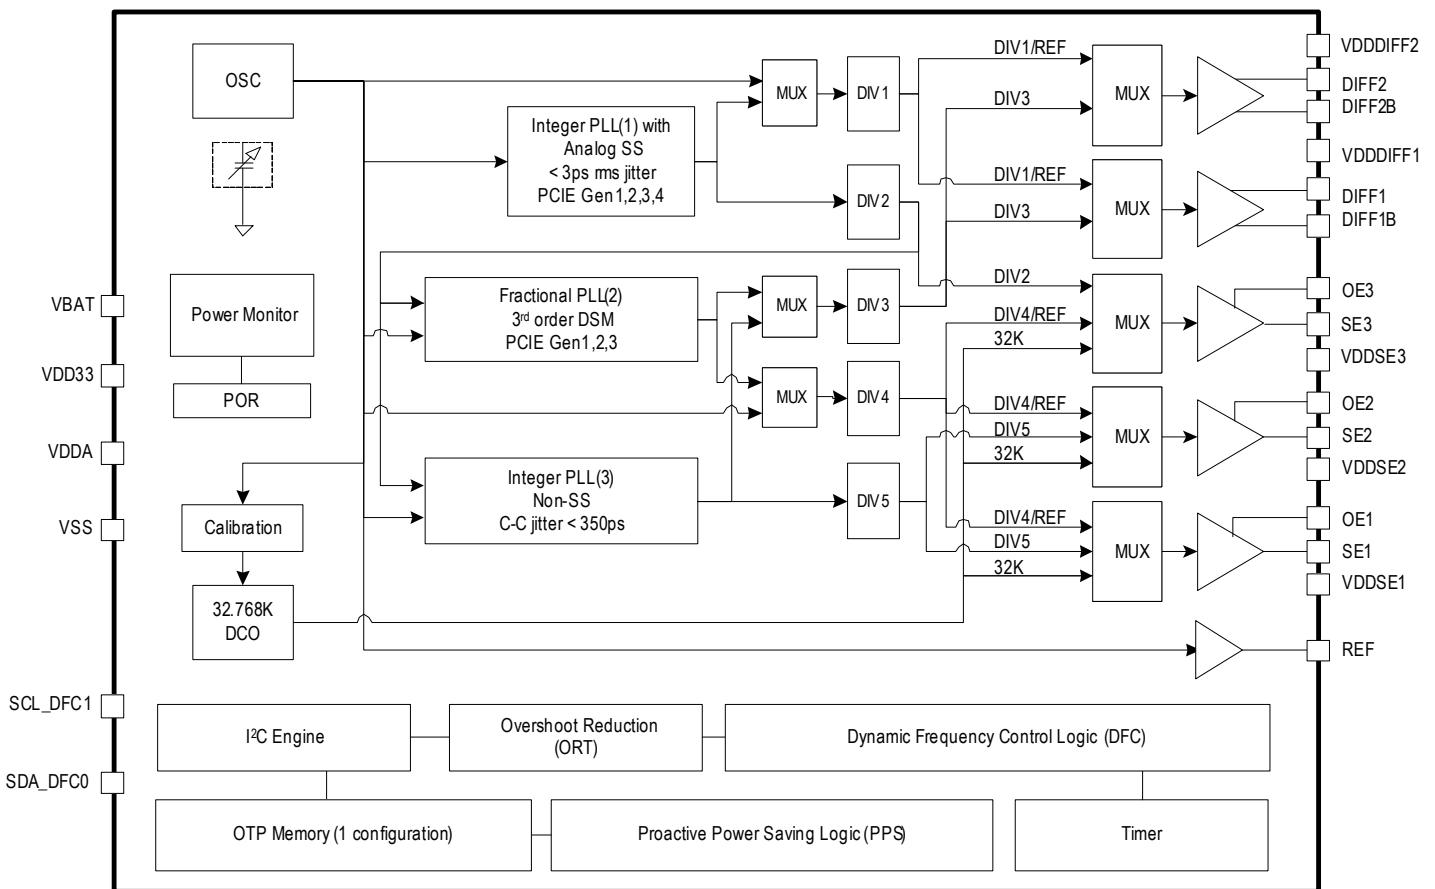 VDDDIFF2
DIV1/REF
OSC
DIFF2
MUX
DIV1
MUX
DIV3
DIFF2B
Integer PLL(1) with
Analog SS
< 3ps rms jitter
PCIE Gen1,2,3,4
VDDDIFF1
DIV1/REF
DIFF1
DIV2
DIV3
MUX
DIFF1B
DIV2
OE3
Fractional PLL(2)
3rd order DSM
PCIE Gen1,2,3
MUX
DIV3
VBAT
Power Monitor
DIV4/REF
MUX
SE3
32K
VDDSE3
VDD33
POR
MUX
DIV4
DIV4/REF
OE2
DIV5
MUX
SE2
VDDA
32K
VDDSE2
Integer PLL(3)
Non-SS
C-C jitter < 350ps
DIV5
VSS
Calibration
DIV4/REF
OE1
DIV5
MUX
SE1
32K
VDDSE1
32.768K
DCO
REF
SCL_DFC1
I2C Engine
Overshoot Reduction
(ORT)
Dynamic Frequency Control Logic (DFC)
SDA_DFC0
OTP Memory (1 configuration)
Proactive Power Saving Logic (PPS)
Timer